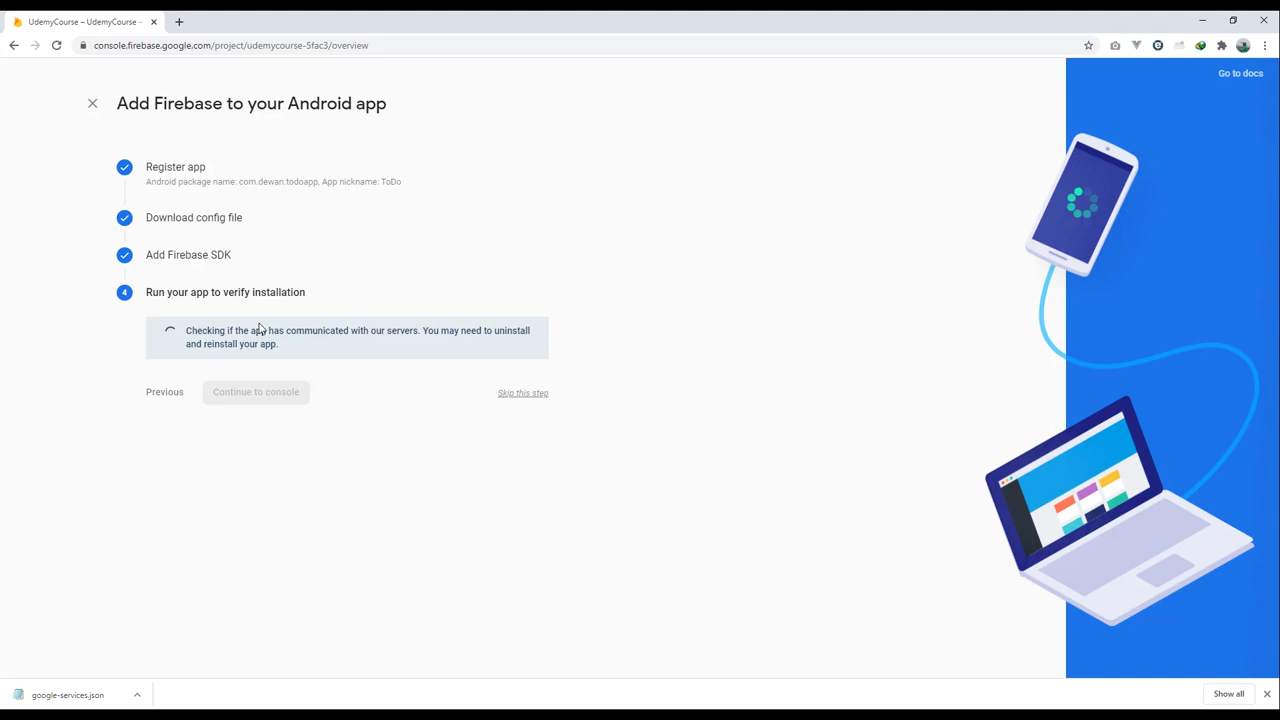 UdemyCourse – UdemyCourse –
console.firebase.google.com/project/udemycourse-5fac3/overview
Go to docs
Add Firebase to your Android app
Register app
Android package name: com.dewan.todoapp, App nickname: ToDo
Download config file
Add Firebase SDK
4 Run your app to verify installation
Checking if the app has communicated with our servers. You may need to uninstall
and reinstall your app.
Previous Continue to console Skip this step
google-services.json Show all